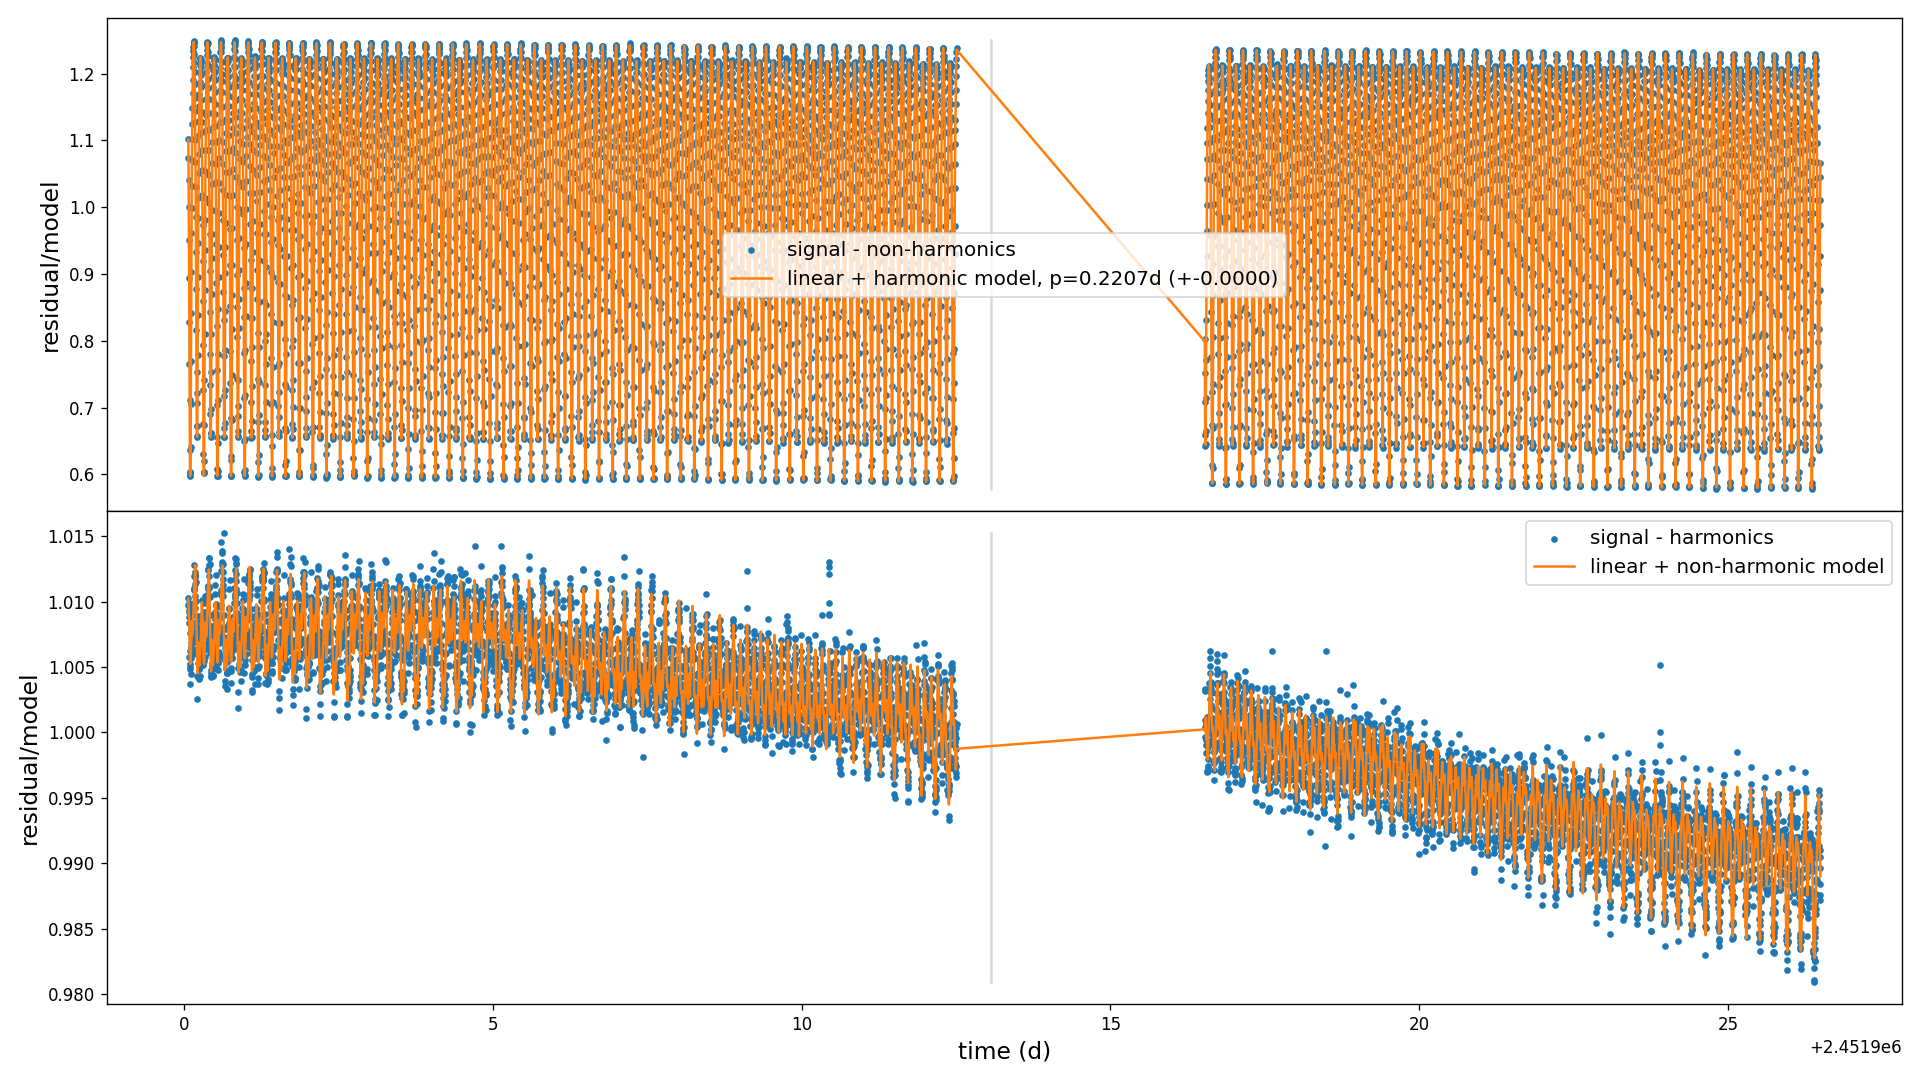 residual/model
1.2
1.1
1.0
0.9
0.8
0.7
0.6
signal - non-harmonics
linear + harmonic model, p=0.2207d (+-0.0000)
residual/model
1.015
1.010
1.005
1.000
0.995
0.990
0.985
0.980
signal - harmonics
linear + non-harmonic model
0 5 10 15 20 25
time (d)
+2.4519e6